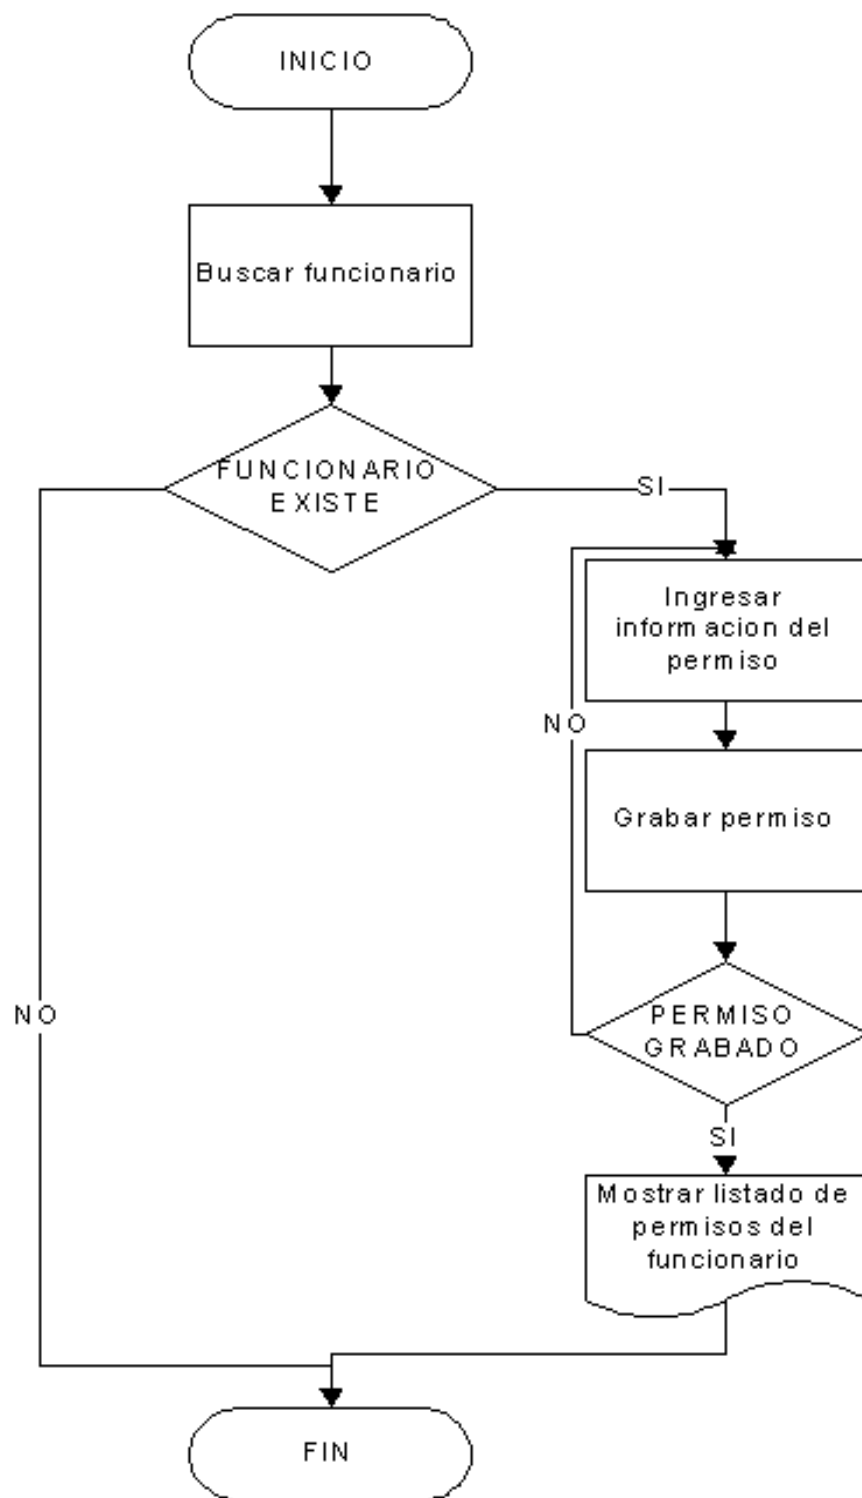 INICIO
Buscar funcionario
FUNCIONARIO
EXISTE
SI
Ingresar
informacion del
permiso
NO
Grabar permiso
NO
PERMISO
GRABADO
SI
Mostrar listado de
permisos del
funcionario
FIN